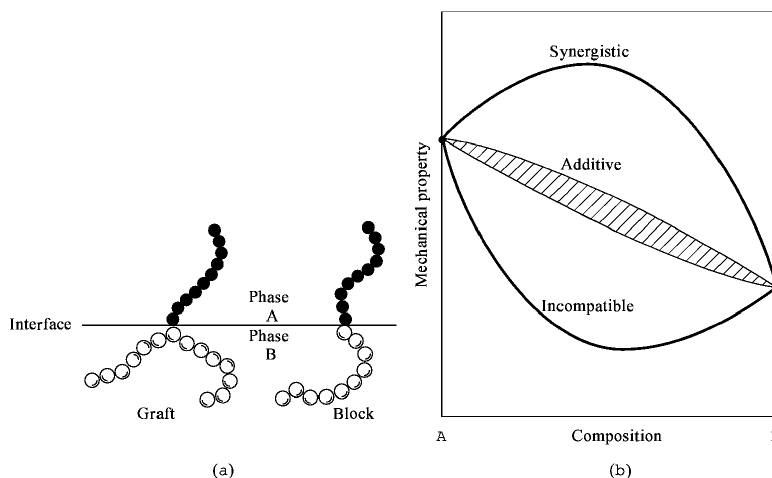 Interface
Phase
A
Phase
B
Graft
Block
(a)
Mechanical property
Synergistic
Additive
Incompatible
A
Composition
(b)